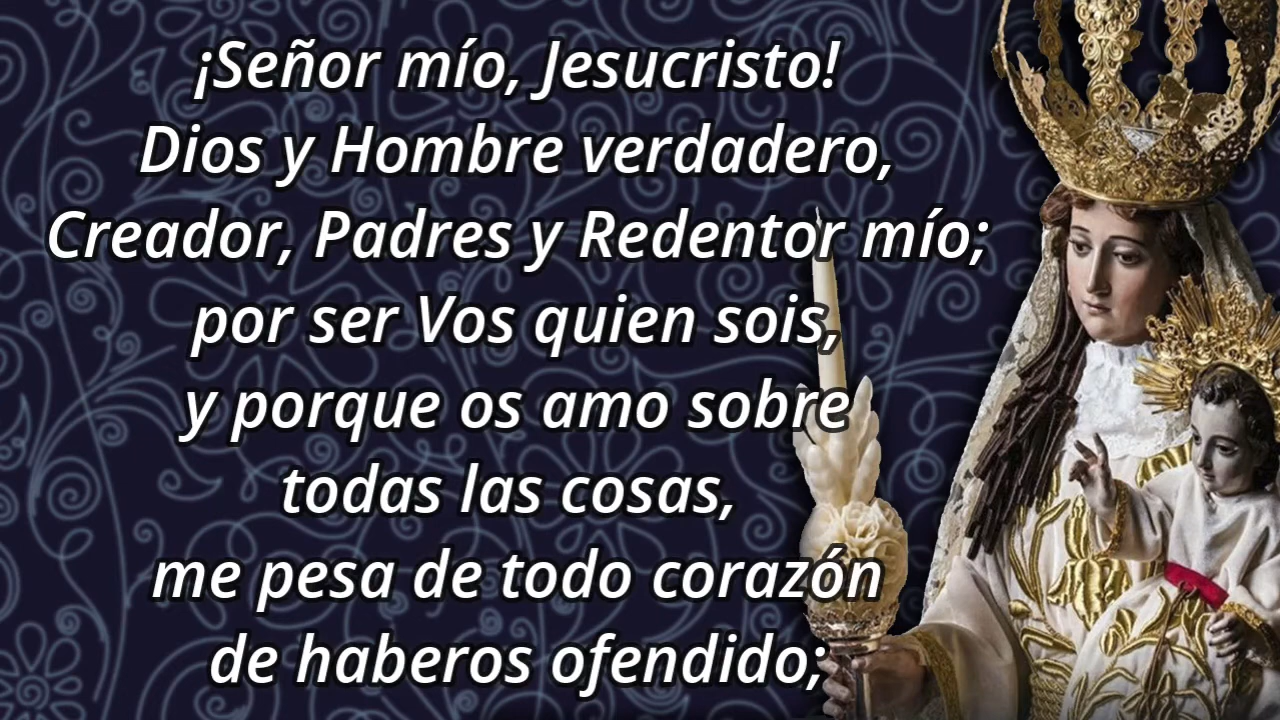 ¡Señor mío, Jesucristo!
Dios y Hombre verdadero,
Creador, Padres y Redentor mío;
por ser Vos quien sois,
y porque os amo sobre
todas las cosas,
me pesa de todo corazón
de haberos ofendido;